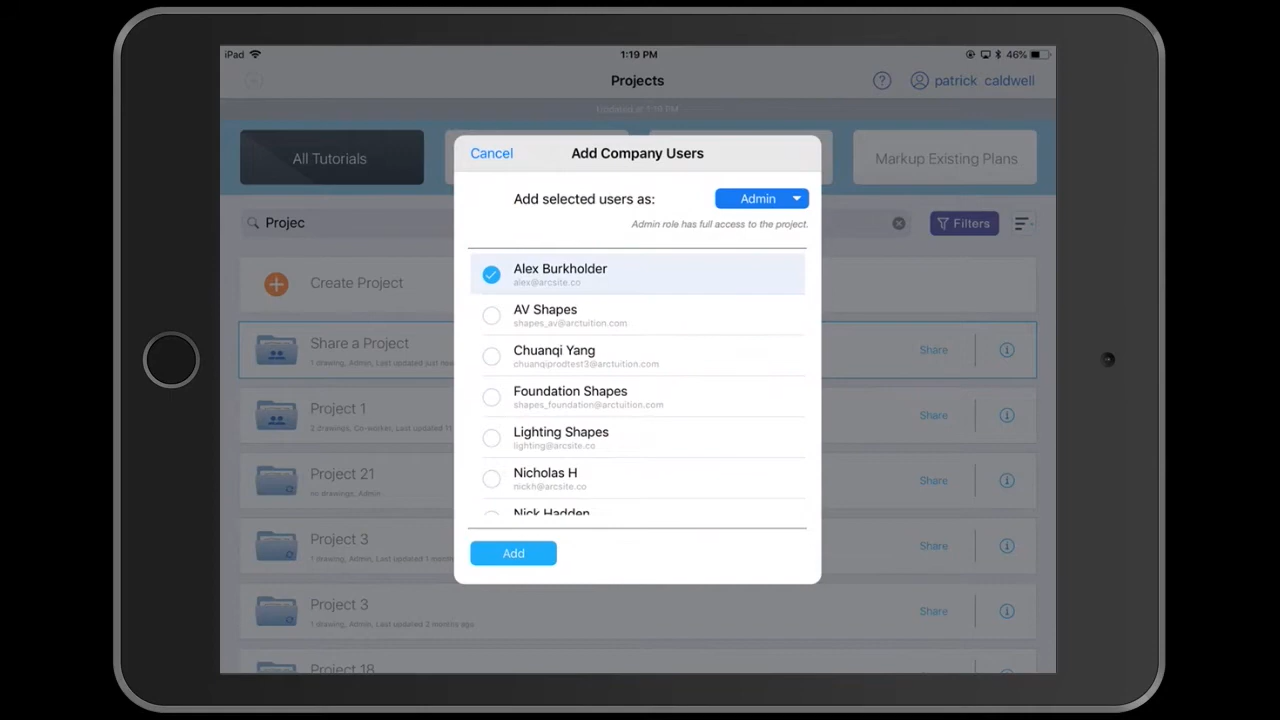 iPad
1:19 PM
46%
Projects
? patrick caldwell
Updated at 1:18 PM
All Tutorials
Markup Existing Plans
Cancel
Add Company Users
Add selected users as:
Admin
Admin role has full access to the project.
Projec
Filters
Create Project
Alex Burkholder
alex@arcsite.co
AV Shapes
shapes_av@arctuition.com
Chuanqi Yang
chuanqiprodtest3@arctuition.com
Foundation Shapes
shapes_foundation@arctuition.com
Lighting Shapes
lighting@arcsite.co
Nicholas H
nickh@arcsite.co
Nick Hadden
Add
Share a Project
1 drawing, Admin, Last updated just now
Share
Project 1
2 drawings, Co-worker, Last updated 11
Share
Project 21
no drawings, Admin
Share
Project 3
1 drawing, Admin, Last updated 1 month
Share
Project 3
1 drawing, Admin, Last updated 2 months ago
Share
Project 18